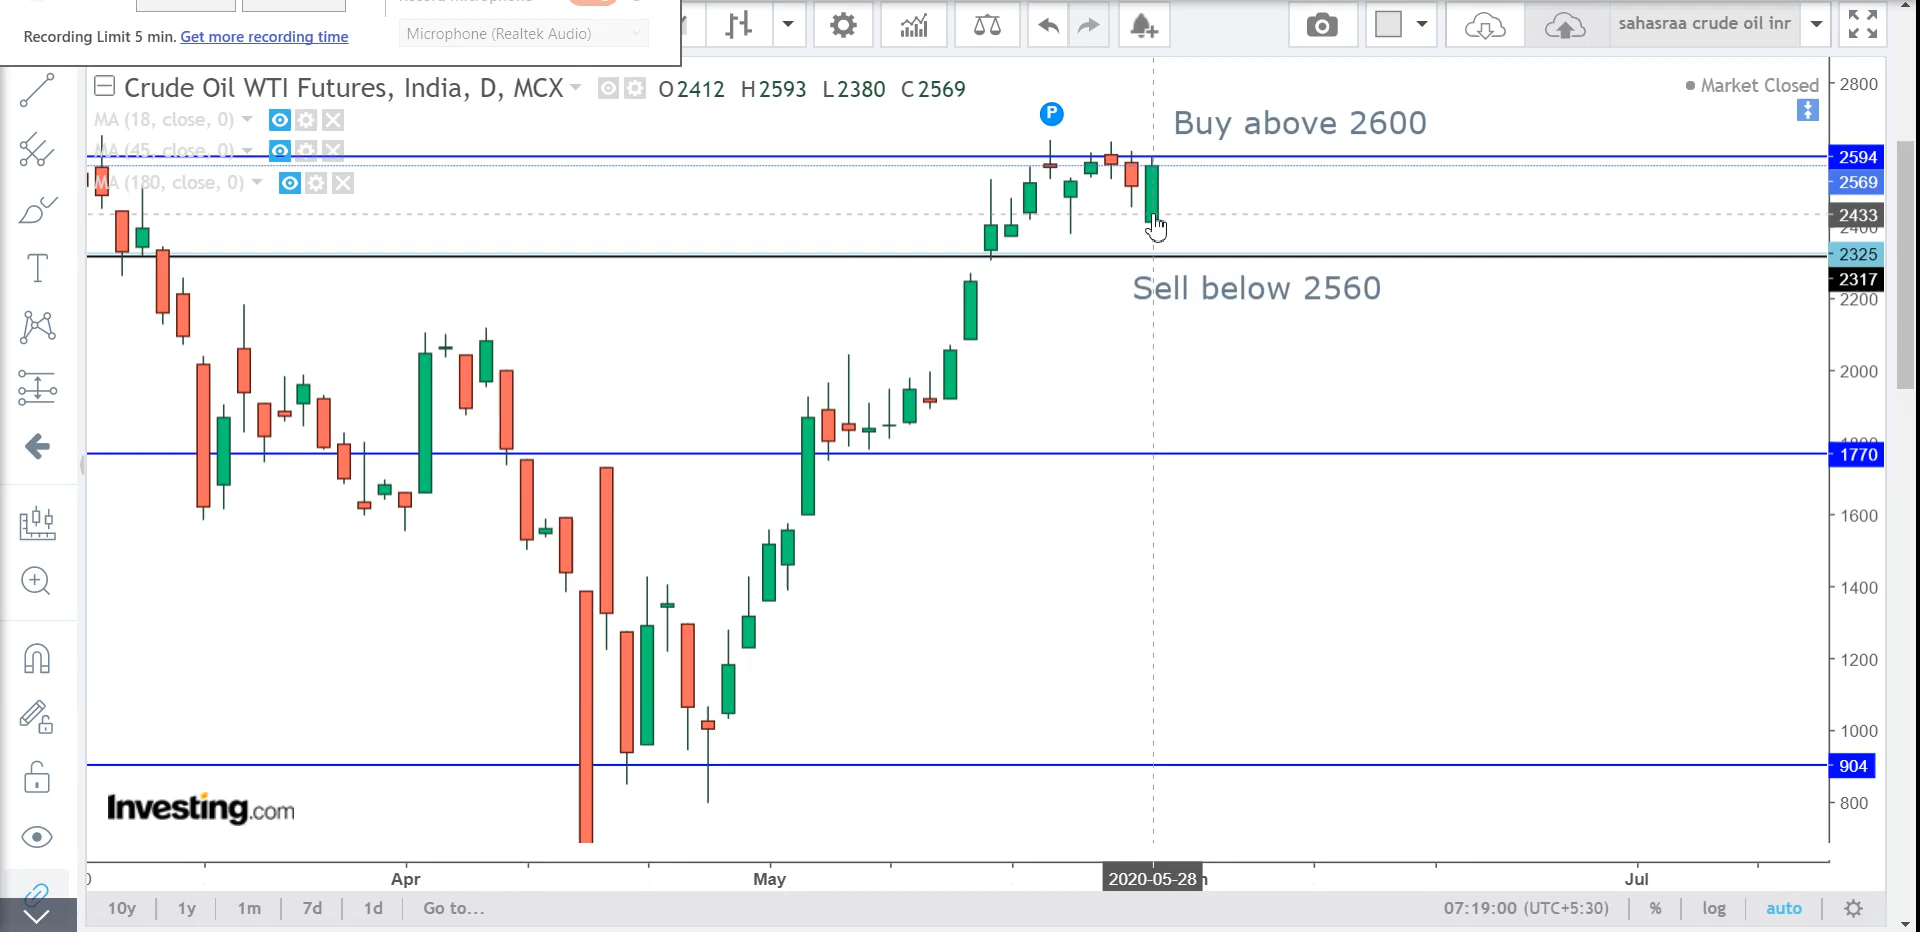 Recording Limit 5 min. Get more recording time
Microphone (Realtek Audio)
sahasraa crude oil inr
Crude Oil WTI Futures, India, D, MCX O2412 H2593 L2380 C2569
Market Closed
MA (18, close, 0)
MA (45, close, 0)
MA (180, close, 0)
P
Buy above 2600
Sell below 2560
2800
2594
2569
2433
2400
2325
2317
2200
2000
1770
1600
1400
1200
1000
904
800
Investing.com
Apr
May
2020-05-28
Jul
10y
1y
1m
7d
1d
Go to...
07:19:00 (UTC+5:30)
%
log
auto